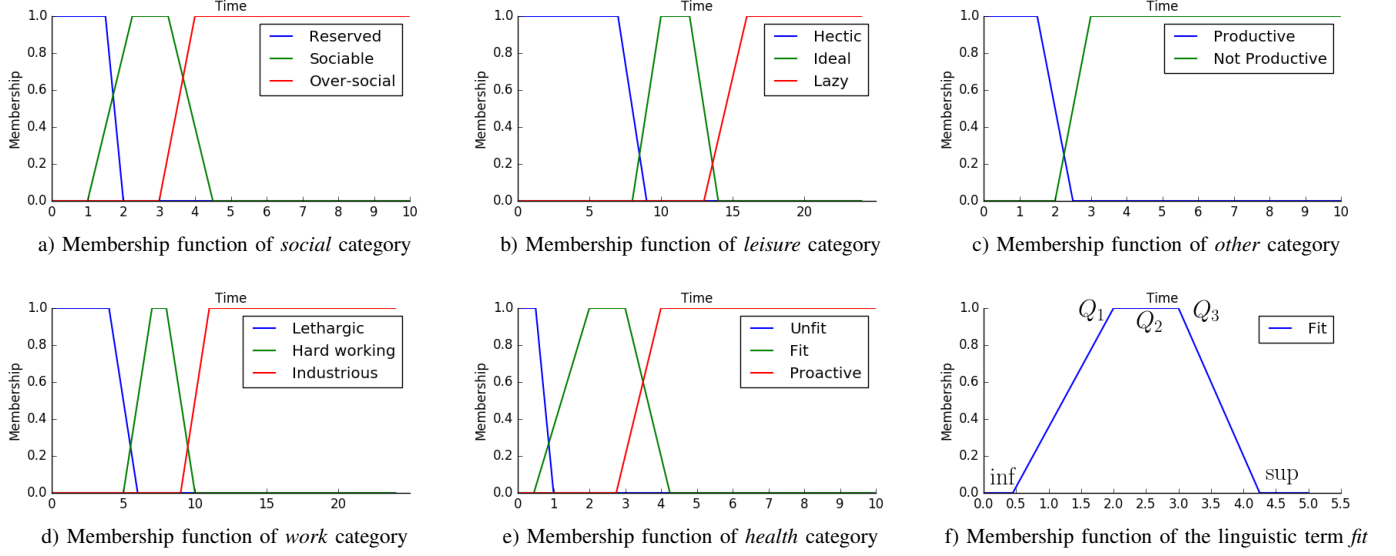 Time
Membership
1.0
0.8
0.6
0.4
0.2
0.0
Reserved
Sociable
Over-social
0 1 2 3 4 5 6 7 8 9 10
a) Membership function of social category
Time
Membership
1.0
0.8
0.6
0.4
0.2
0.0
Hectic
Ideal
Lazy
0 5 10 15 20
b) Membership function of leisure category
Time
Membership
1.0
0.8
0.6
0.4
0.2
0.0
Productive
Not Productive
0 1 2 3 4 5 6 7 8 9 10
c) Membership function of other category
Time
Membership
1.0
0.8
0.6
0.4
0.2
0.0
Lethargic
Hard working
Industrious
0 5 10 15 20
d) Membership function of work category
Time
Membership
1.0
0.8
0.6
0.4
0.2
0.0
Unfit
Fit
Proactive
0 1 2 3 4 5 6 7 8 9 10
e) Membership function of health category
Time
Membership
1.0
0.8
0.6
0.4
0.2
0.0
Q1 Q2 Q3
Fit
inf sup
0.0 0.5 1.0 1.5 2.0 2.5 3.0 3.5 4.0 4.5 5.0 5.5
f) Membership function of the linguistic term fit